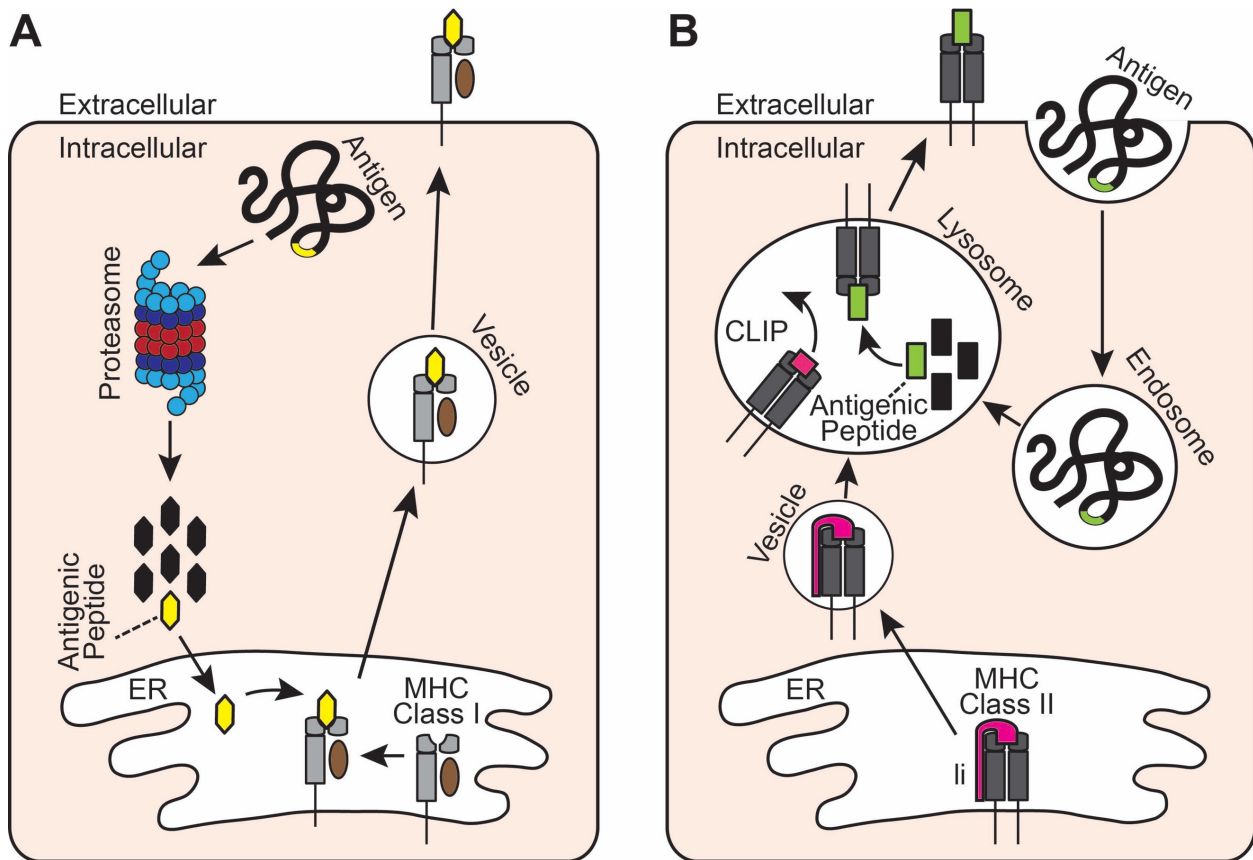 A
Extracellular
Intracellular
Antigen
Proteasome
Vesicle
Antigenic
Peptide
ER
MHC
Class I
B
Extracellular
Intracellular
Antigen
Lysosome
CLIP
Antigenic
Peptide
Endosome
Vesicle
ER
MHC
Class II
Ii